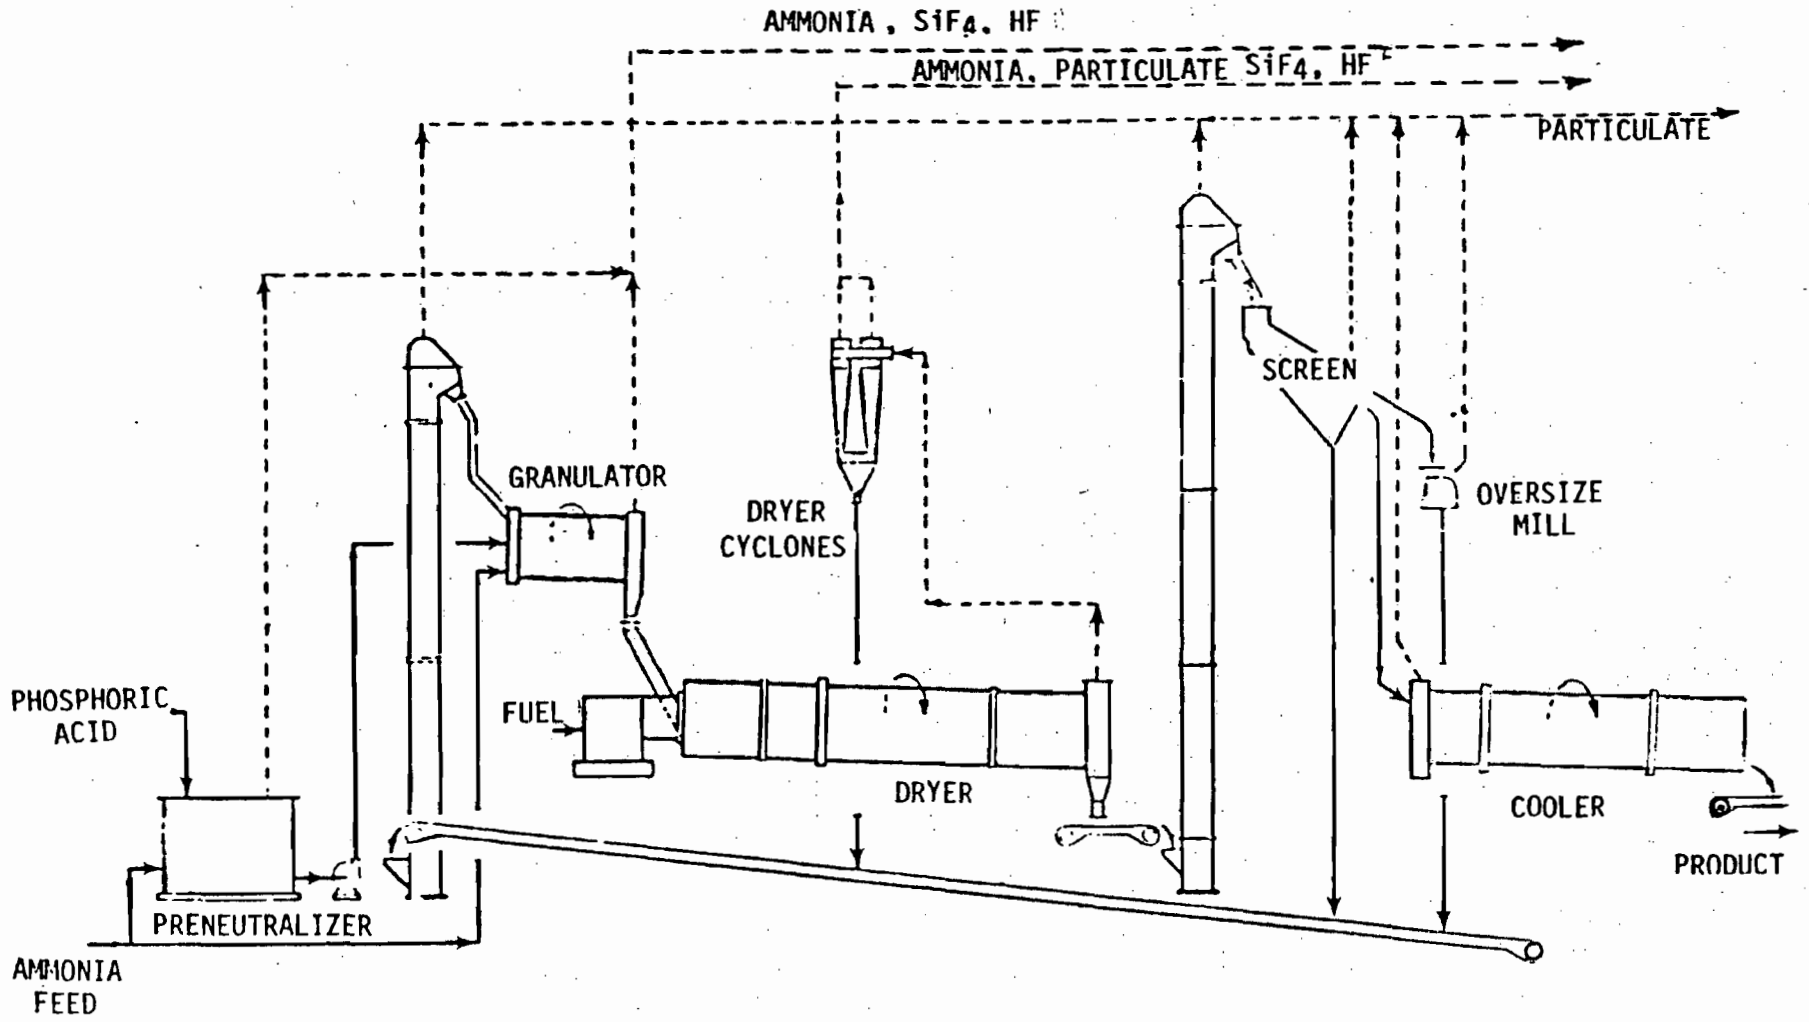 AMMONIA, SiF4, HF
AMMONIA, PARTICULATE SiF4, HF
PARTICULATE
SCREEN
GRANULATOR
DRYER
CYCLONES
OVERSIZE
MILL
PHOSPHORIC
ACID
FUEL
DRYER
COOLER
PRODUCT
PRENEUTRALIZER
AMMONIA
FEED